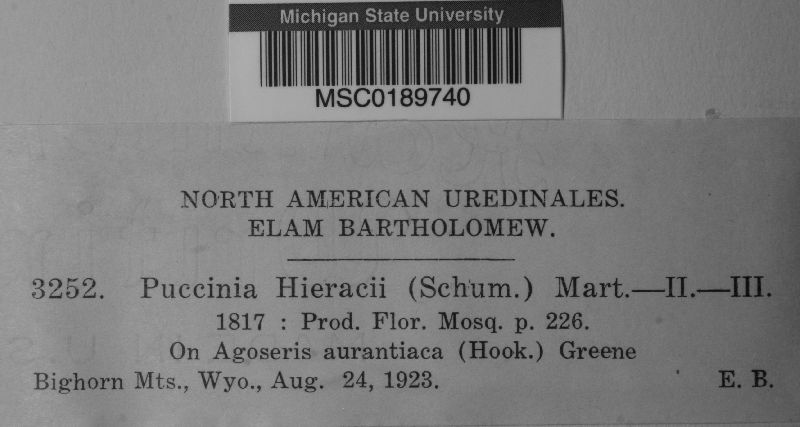 Michigan State University
MSC0189740
NORTH AMERICAN UREDINALES.
ELAM BARTHOLOMEW.
3252. Puccinia Hieracii (Schum.) Mart.—II.—III.
1817 : Prod. Flor. Mosq. p. 226.
On Agoseris aurantiaca (Hook.) Greene
Bighorn Mts., Wyo., Aug. 24, 1923. E. B.